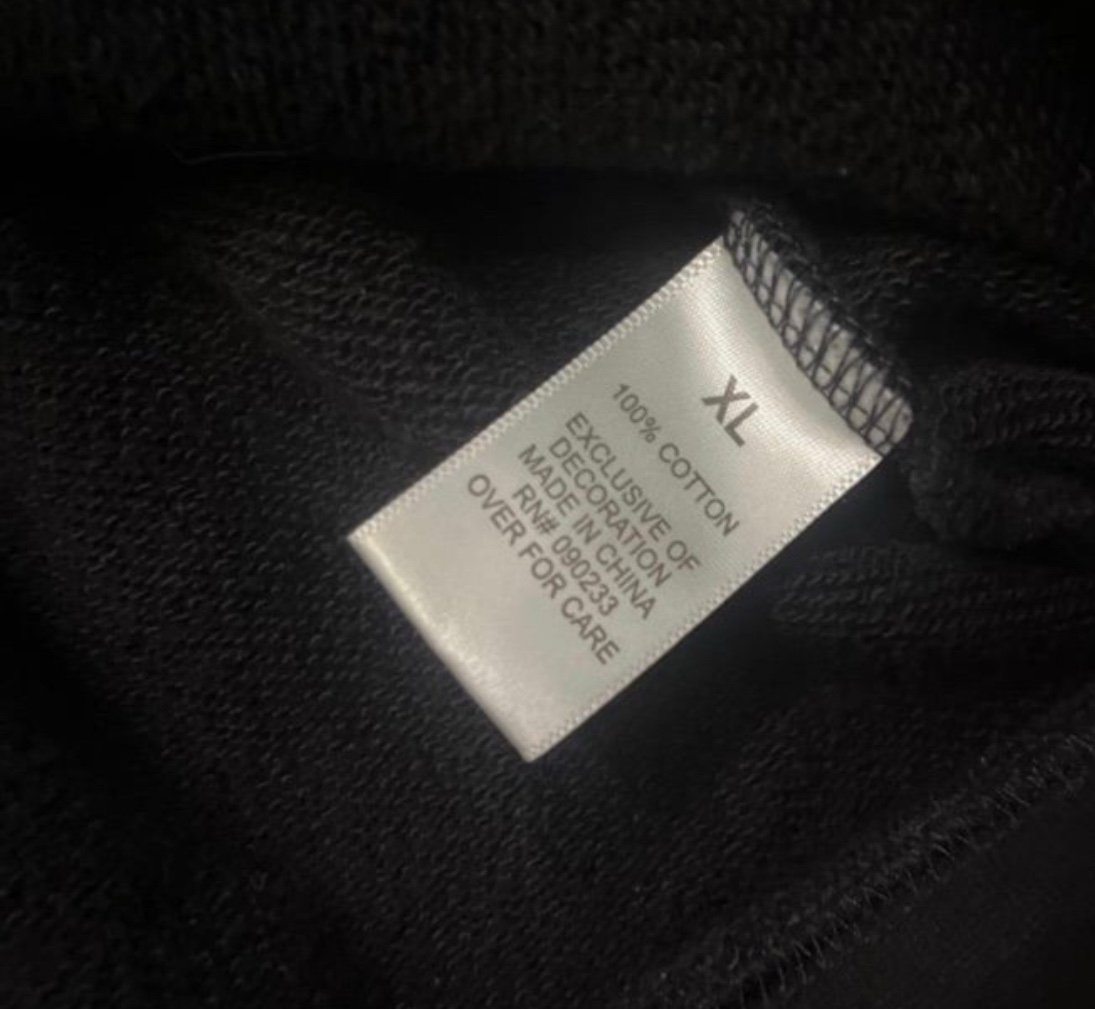 XL
100% COTTON
EXCLUSIVE OF
DECORATION
MADE IN CHINA
RN# 090233
OVER FOR CARE